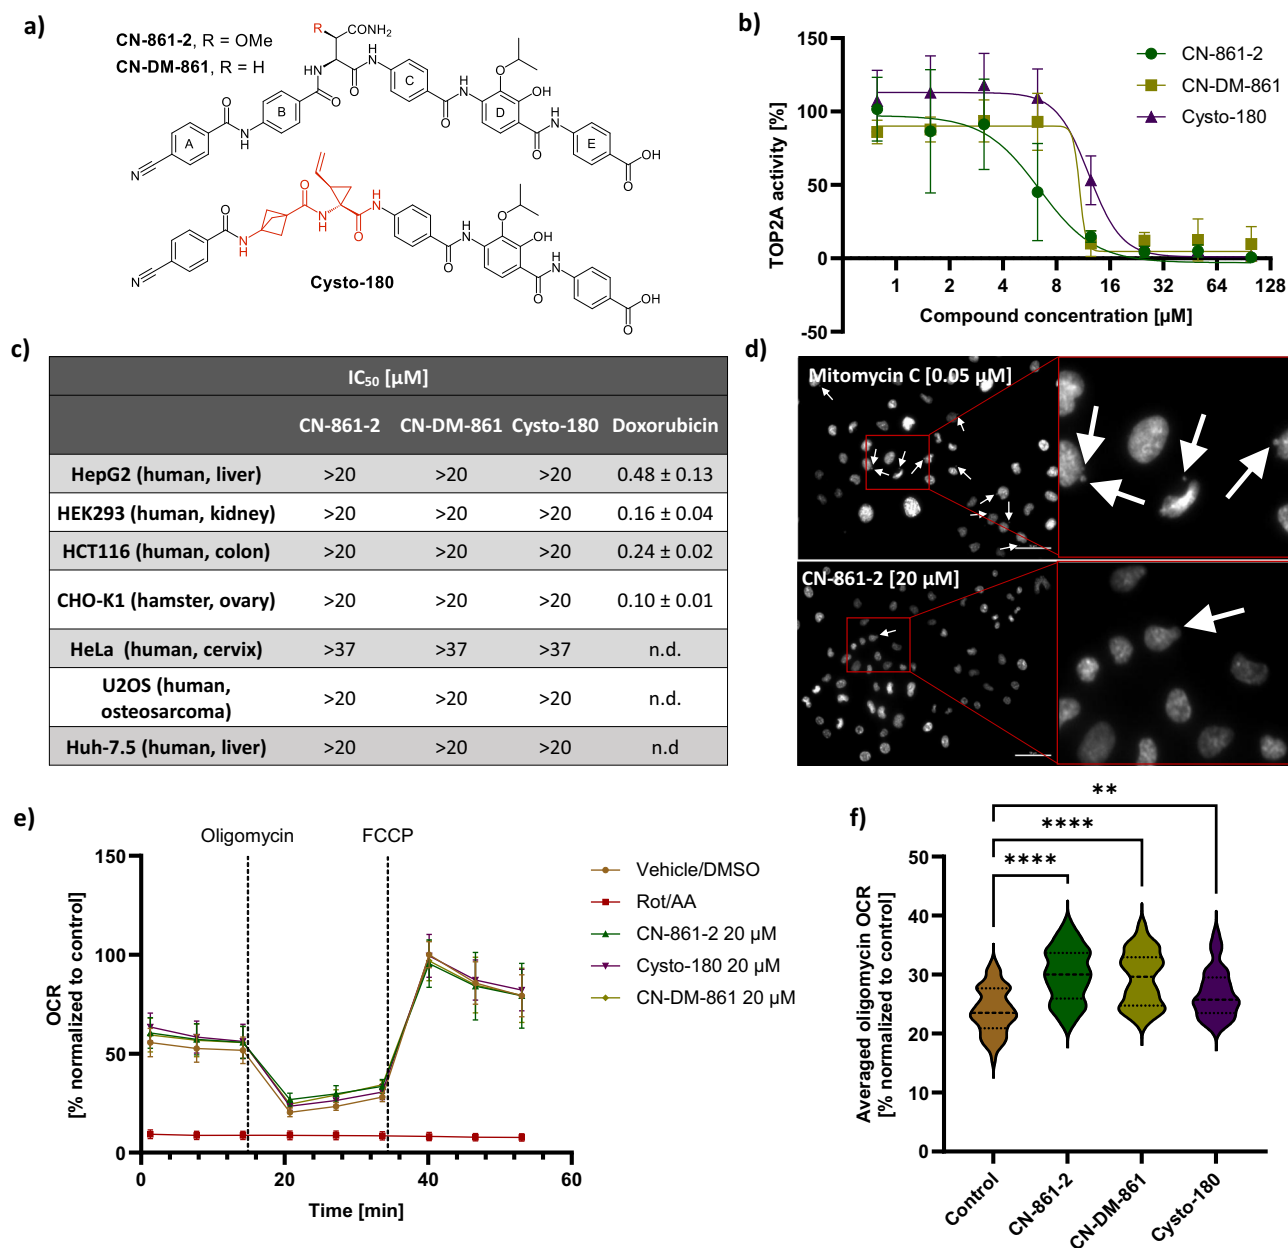 a)
CN-861-2, R = OMe
CN-DM-861, R = H
R
O
NH2
H
N
O
O
H
N
C
O
H
N
O
D
OH
O
H
N
E
O
OH
O
N
H
B
A
N
O
N
H
O
H
N
O
H
N
O
H
N
O
OH
O
H
N
O
OH
N
Cysto-180
b)
TOP2A activity [%]
150
100
50
0
-50
1 2 4 8 16 32 64 128
Compound concentration [µM]
CN-861-2
CN-DM-861
Cysto-180
c)
IC50 [µM]
CN-861-2 CN-DM-861 Cysto-180 Doxorubicin
HepG2 (human, liver) >20 >20 >20 0.48 ± 0.13
HEK293 (human, kidney) >20 >20 >20 0.16 ± 0.04
HCT116 (human, colon) >20 >20 >20 0.24 ± 0.02
CHO-K1 (hamster, ovary) >20 >20 >20 0.10 ± 0.01
HeLa (human, cervix) >37 >37 >37 n.d.
U2OS (human,
osteosarcoma) >20 >20 >20 n.d.
Huh-7.5 (human, liver) >20 >20 >20 n.d
d)
Mitomycin C [0.05 µM]
CN-861-2 [20 µM]
e)
Oligomycin FCCP
OCR
[% normalized to control]
150
100
50
0
0 20 40 60
Time [min]
Vehicle/DMSO
Rot/AA
CN-861-2 20 µM
Cysto-180 20 µM
CN-DM-861 20 µM
f)
**
****
****
Averaged oligomycin OCR
[% normalized to control]
50
40
30
20
10
0
Control
CN-861-2
CN-DM-861
Cysto-180